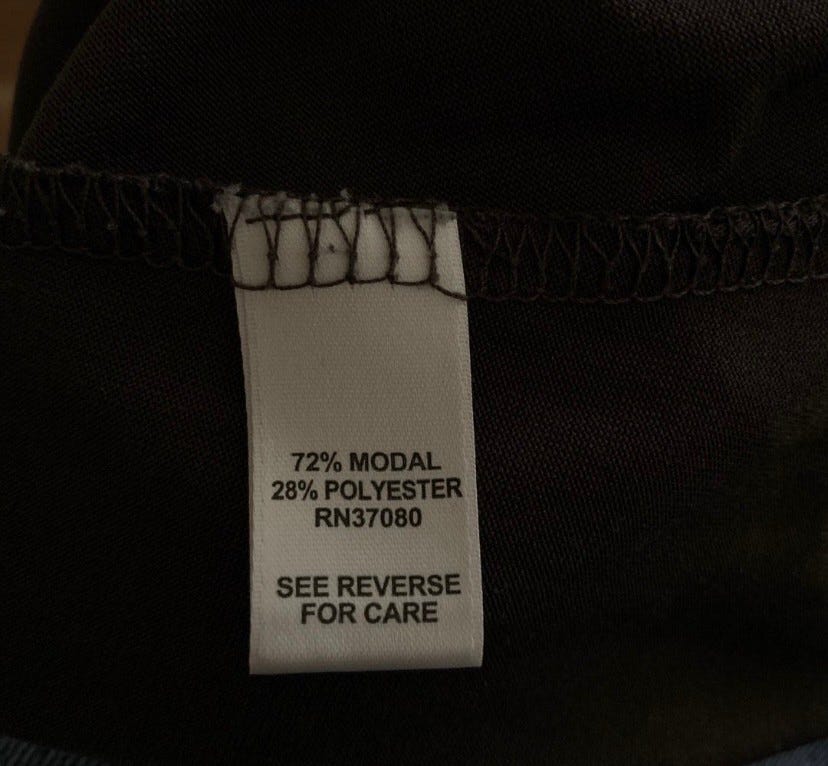 72% MODAL
28% POLYESTER
RN37080
SEE REVERSE
FOR CARE